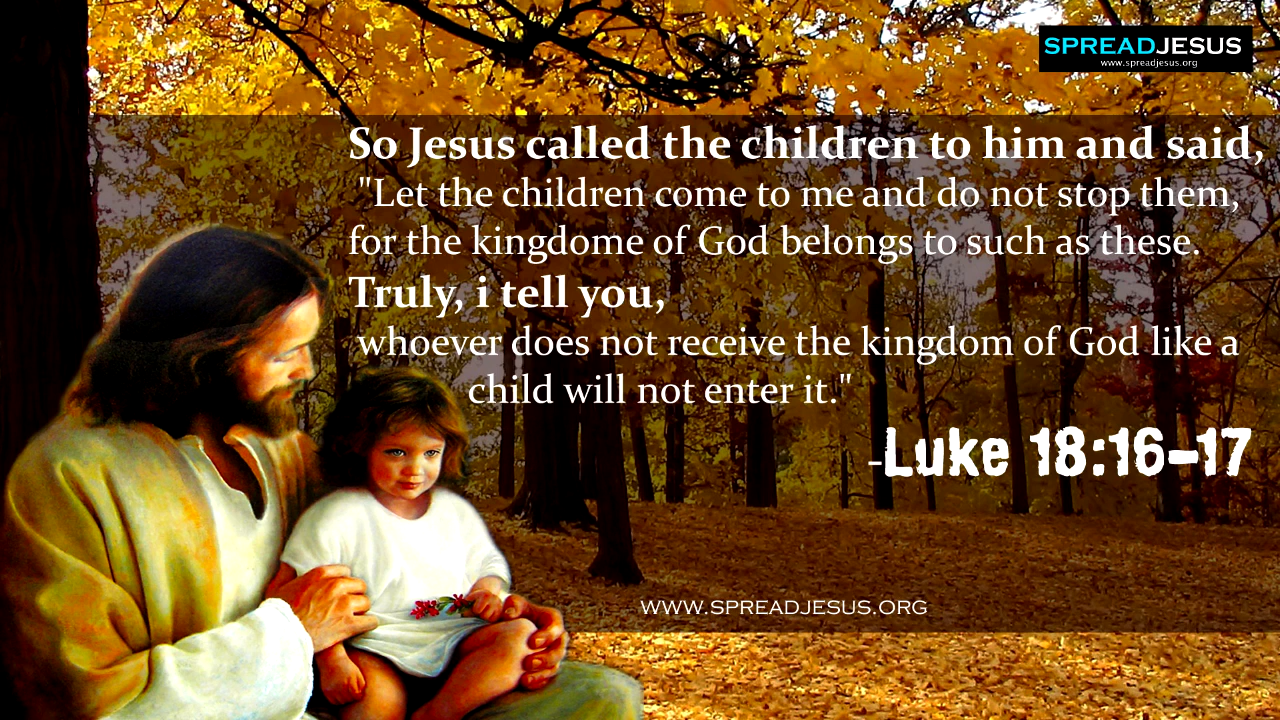 SPREADJESUS
www.spreadjesus.org
So Jesus called the children to him and said,
"Let the children come to me and do not stop them,
for the kingdome of God belongs to such as these.
Truly, i tell you,
whoever does not receive the kingdom of God like a
child will not enter it."
-Luke 18:16-17
WWW.SPREADJESUS.ORG